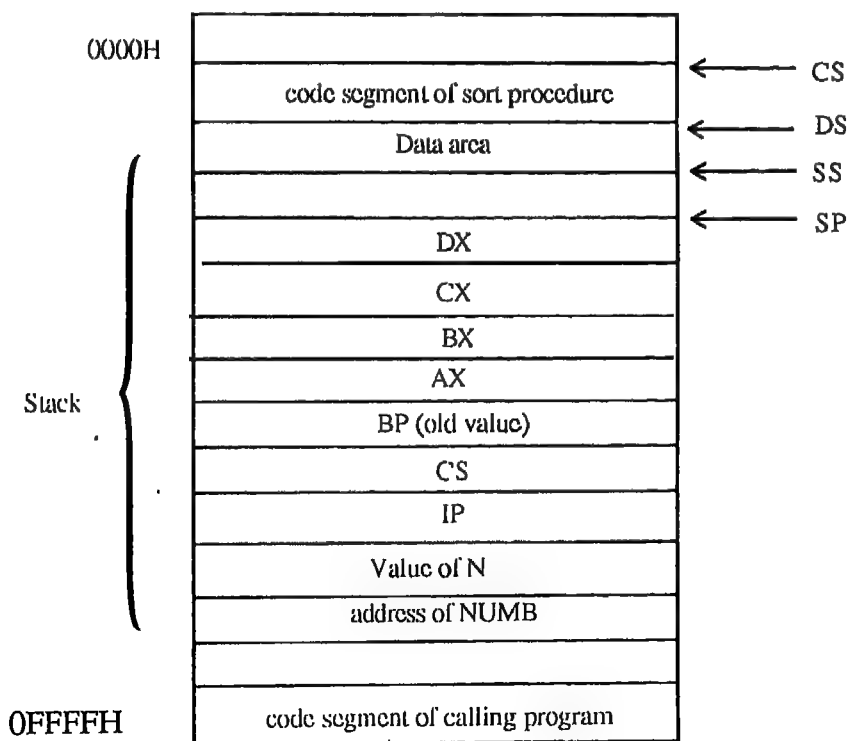 0000H
CS
code segment of sort procedure
DS
Data area
SS
SP
DX
CX
BX
AX
Stack
BP (old value)
CS
IP
Value of N
address of NUMB
0FFFFH
code segment of calling program